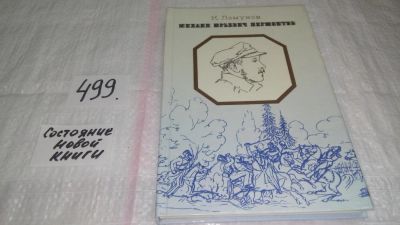 499.
Состояние
новой
книги
К. Ломунов
МИХАИЛ ЮРЬЕВИЧ ЛЕРМОНТОВ